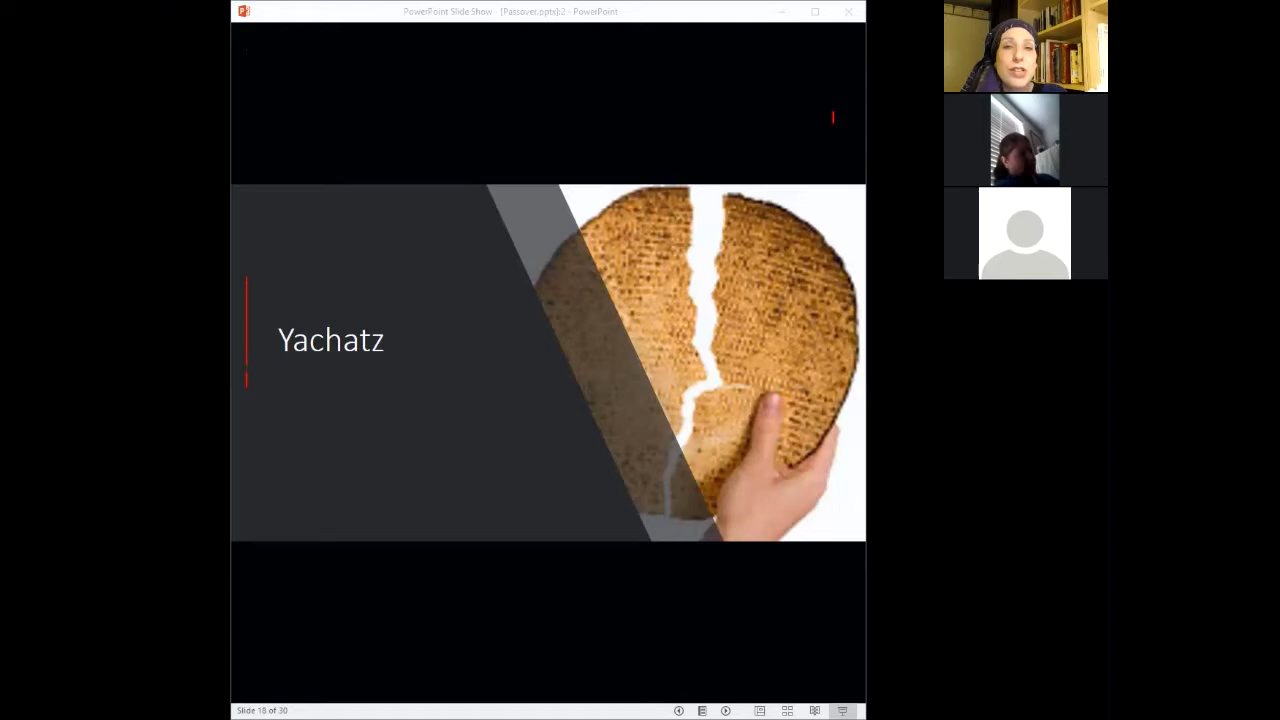 PowerPoint Slide Show - [Passover.pptx]:2 - PowerPoint
Yachatz
Slide 18 of 30